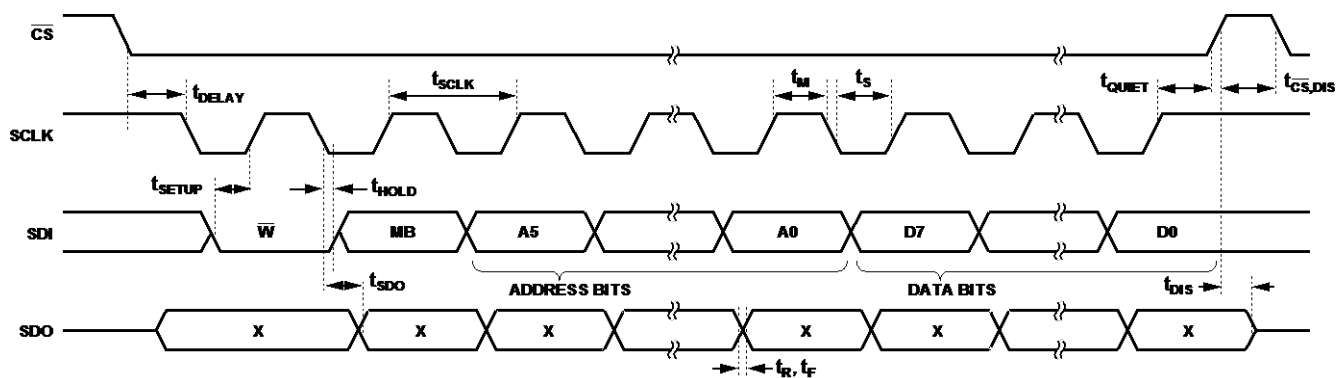 CS
tDELAY
tSCLK
tM
tS
tQUIET
tCS,DIS
SCLK
tSETUP
tHOLD
SDI
W
MB
A5
A0
D7
D0
tSDO
ADDRESS BITS
DATA BITS
tDIS
SDO
X
X
X
X
X
X
tR, tF